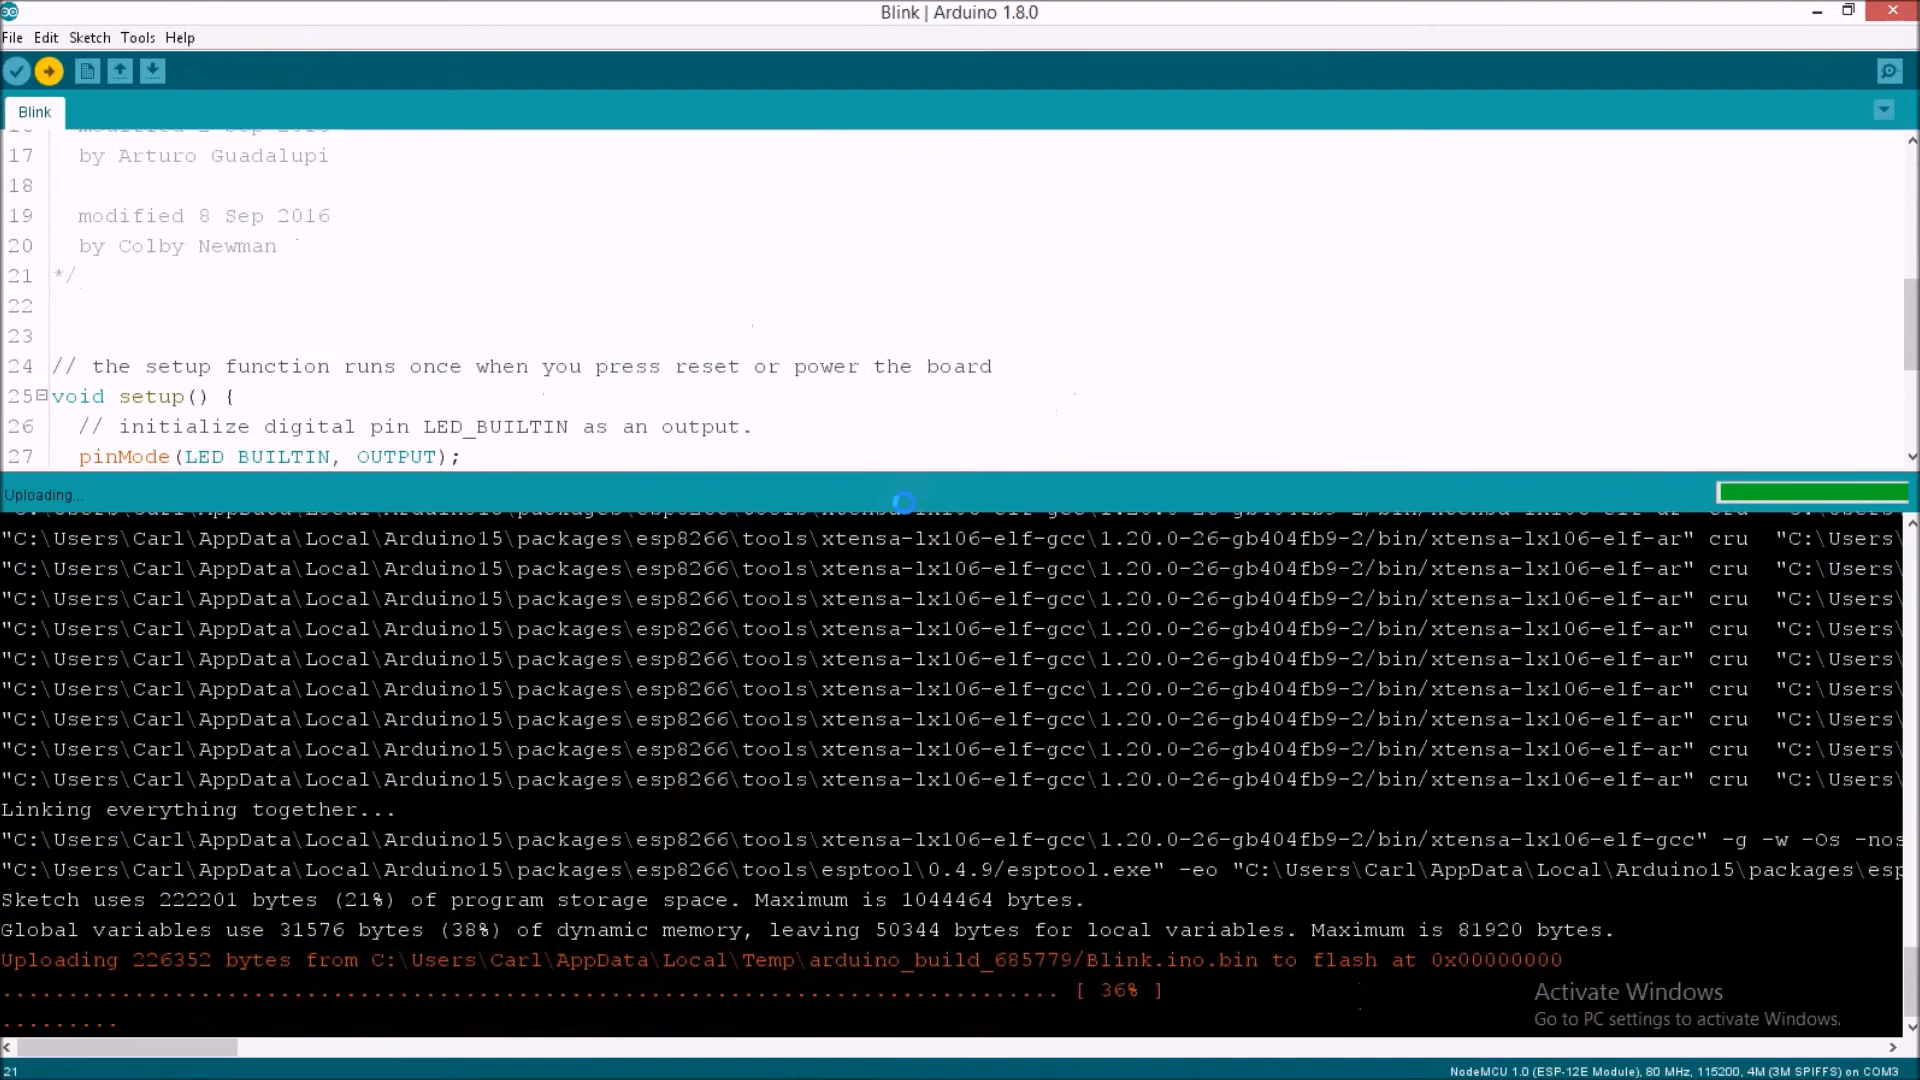 Blink | Arduino 1.8.0
File Edit Sketch Tools Help
Blink
17 by Arturo Guadalupi
18
19 modified 8 Sep 2016
20 by Colby Newman
21 */
22
23
24 // the setup function runs once when you press reset or power the board
25 void setup() {
26 // initialize digital pin LED_BUILTIN as an output.
27 pinMode(LED BUILTIN, OUTPUT);
Uploading...
"C:\Users\Carl\AppData\Local\Arduino15\packages\esp8266\tools\xtensa-lx106-elf-gcc\1.20.0-26-gb404fb9-2/bin/xtensa-lx106-elf-ar" cru "C:\Users\
"C:\Users\Carl\AppData\Local\Arduino15\packages\esp8266\tools\xtensa-lx106-elf-gcc\1.20.0-26-gb404fb9-2/bin/xtensa-lx106-elf-ar" cru "C:\Users\
"C:\Users\Carl\AppData\Local\Arduino15\packages\esp8266\tools\xtensa-lx106-elf-gcc\1.20.0-26-gb404fb9-2/bin/xtensa-lx106-elf-ar" cru "C:\Users\
"C:\Users\Carl\AppData\Local\Arduino15\packages\esp8266\tools\xtensa-lx106-elf-gcc\1.20.0-26-gb404fb9-2/bin/xtensa-lx106-elf-ar" cru "C:\Users\
"C:\Users\Carl\AppData\Local\Arduino15\packages\esp8266\tools\xtensa-lx106-elf-gcc\1.20.0-26-gb404fb9-2/bin/xtensa-lx106-elf-ar" cru "C:\Users\
"C:\Users\Carl\AppData\Local\Arduino15\packages\esp8266\tools\xtensa-lx106-elf-gcc\1.20.0-26-gb404fb9-2/bin/xtensa-lx106-elf-ar" cru "C:\Users\
"C:\Users\Carl\AppData\Local\Arduino15\packages\esp8266\tools\xtensa-lx106-elf-gcc\1.20.0-26-gb404fb9-2/bin/xtensa-lx106-elf-ar" cru "C:\Users\
"C:\Users\Carl\AppData\Local\Arduino15\packages\esp8266\tools\xtensa-lx106-elf-gcc\1.20.0-26-gb404fb9-2/bin/xtensa-lx106-elf-ar" cru "C:\Users\
"C:\Users\Carl\AppData\Local\Arduino15\packages\esp8266\tools\xtensa-lx106-elf-gcc\1.20.0-26-gb404fb9-2/bin/xtensa-lx106-elf-ar" cru "C:\Users\
Linking everything together...
"C:\Users\Carl\AppData\Local\Arduino15\packages\esp8266\tools\xtensa-lx106-elf-gcc\1.20.0-26-gb404fb9-2/bin/xtensa-lx106-elf-gcc" -g -w -Os -nos
"C:\Users\Carl\AppData\Local\Arduino15\packages\esp8266\tools\esptool\0.4.9/esptool.exe" -eo "C:\Users\Carl\AppData\Local\Arduino15\packages\esp
Sketch uses 222201 bytes (21%) of program storage space. Maximum is 1044464 bytes.
Global variables use 31576 bytes (38%) of dynamic memory, leaving 50344 bytes for local variables. Maximum is 81920 bytes.
Uploading 226352 bytes from C:\Users\Carl\AppData\Local\Temp\arduino_build_685779/Blink.ino.bin to flash at 0x00000000
................................................................................ [ 36% ]
.........
Activate Windows
Go to PC settings to activate Windows.
21
NodeMCU 1.0 (ESP-12E Module), 80 MHz, 115200, 4M (3M SPIFFS) on COM3